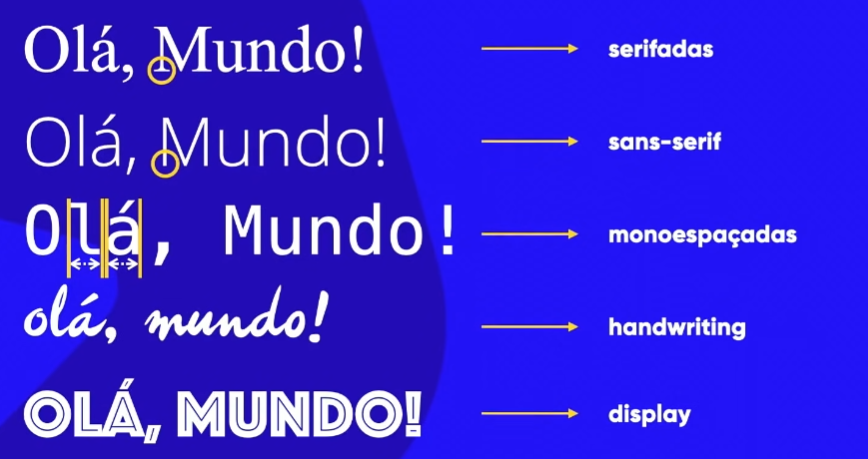 Olá, Mundo! serifadas
Olá, Mundo! sans-serif
Olá, Mundo! monoespaçadas
olá, mundo! handwriting
OLÁ, MUNDO! display